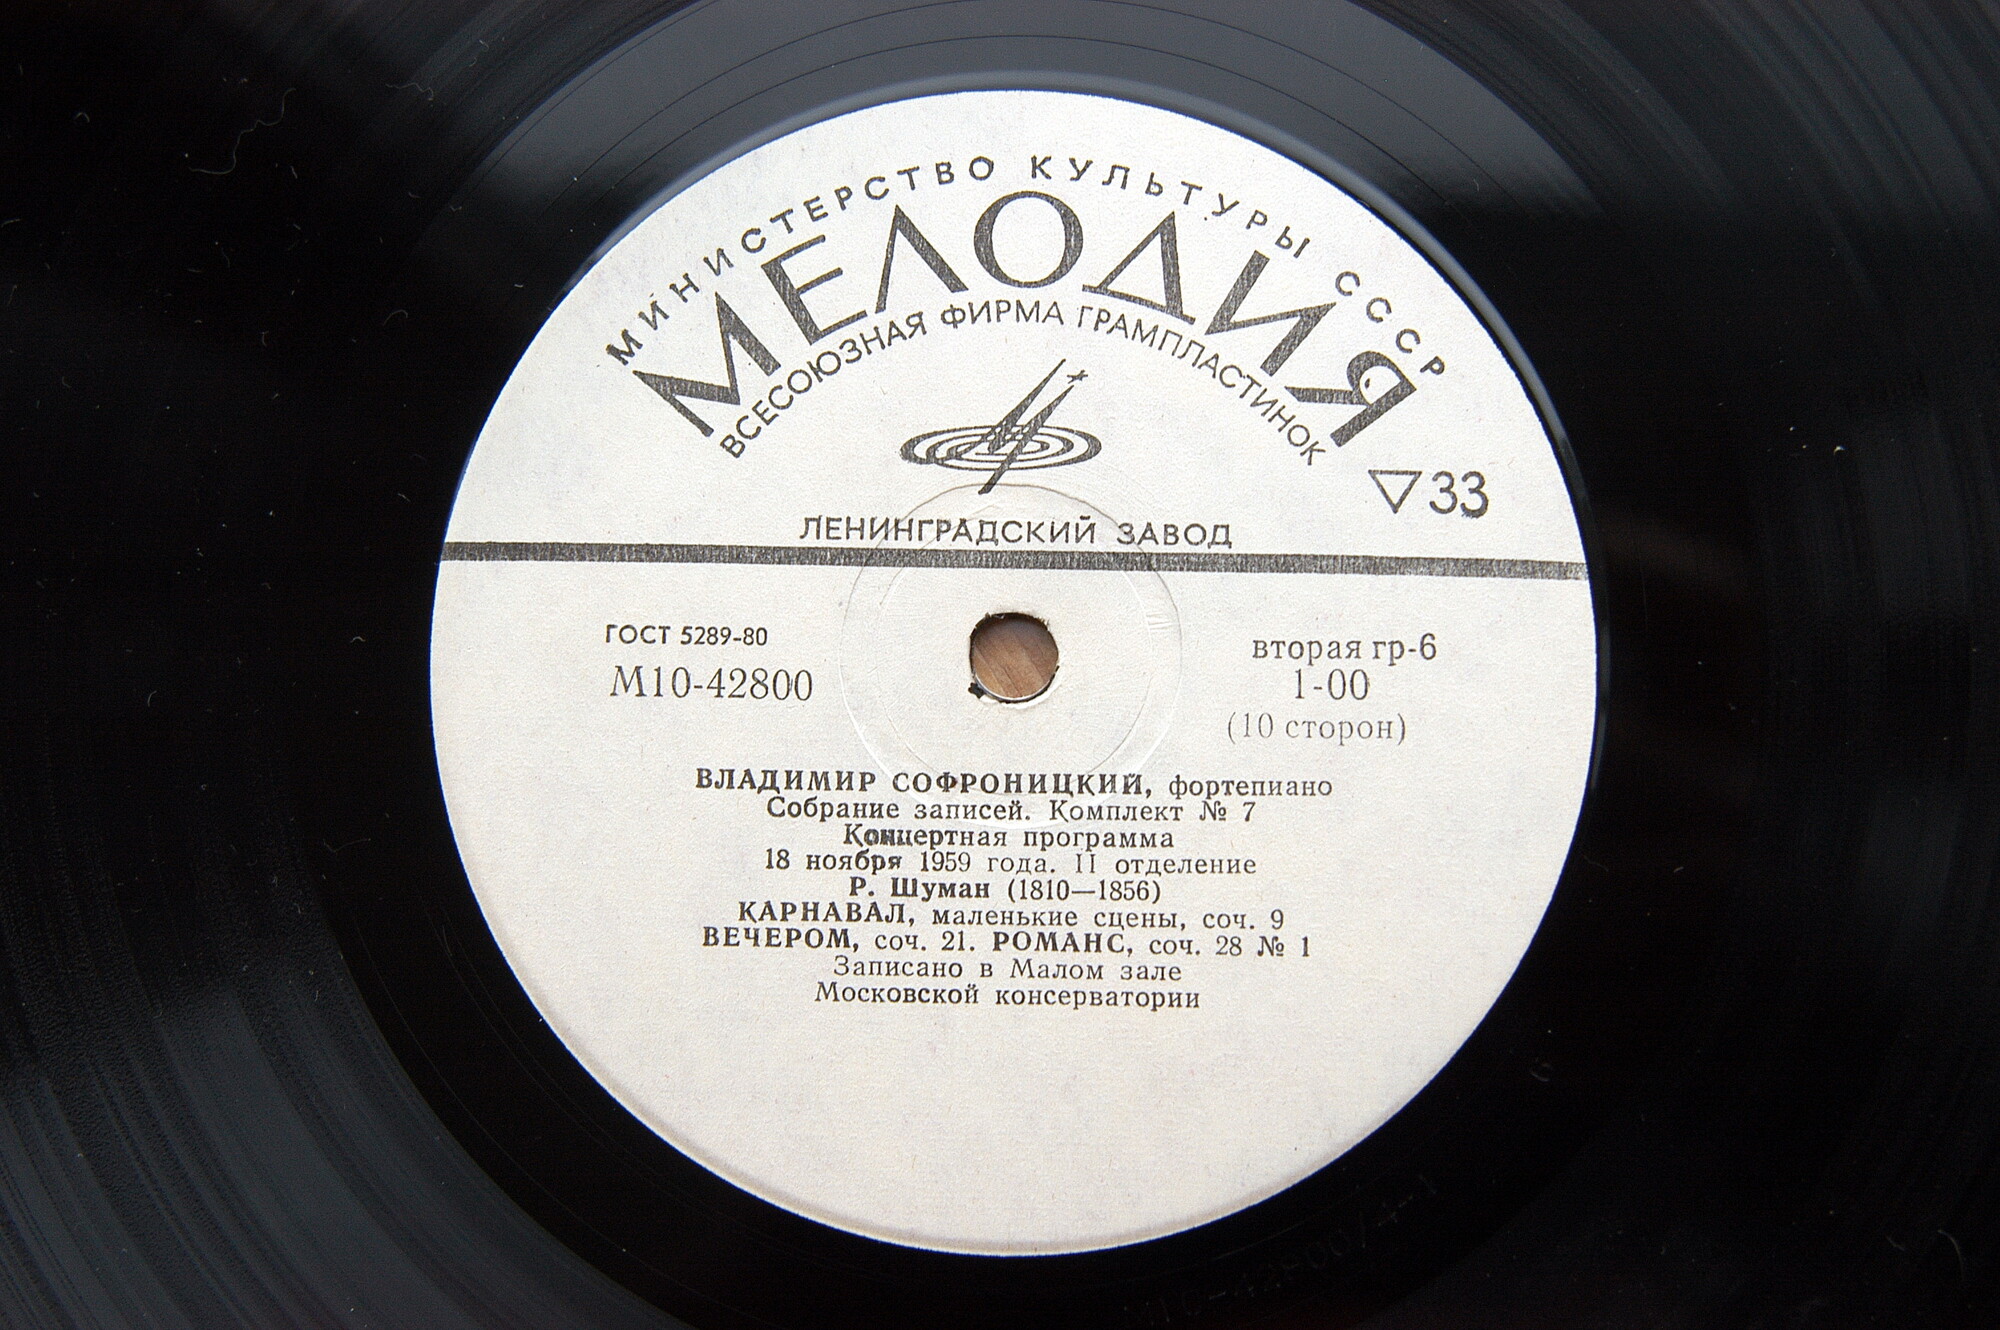 МИНИСТЕРСТВО КУЛЬТУРЫ СССР
МЕЛОДИЯ
ВСЕСОЮЗНАЯ ФИРМА ГРАМПЛАСТИНОК
▽33
ЛЕНИНГРАДСКИЙ ЗАВОД
ГОСТ 5289-80
М10-42800
вторая гр-6
1-00
(10 сторон)
ВЛАДИМИР СОФРОНИЦКИЙ, фортепиано
Собрание записей. Комплект № 7
Концертная программа
18 ноября 1959 года. II отделение
Р. Шуман (1810—1856)
КАРНАВАЛ, маленькие сцены, соч. 9
ВЕЧЕРОМ, соч. 21. РОМАНС, соч. 28 № 1
Записано в Малом зале
Московской консерватории